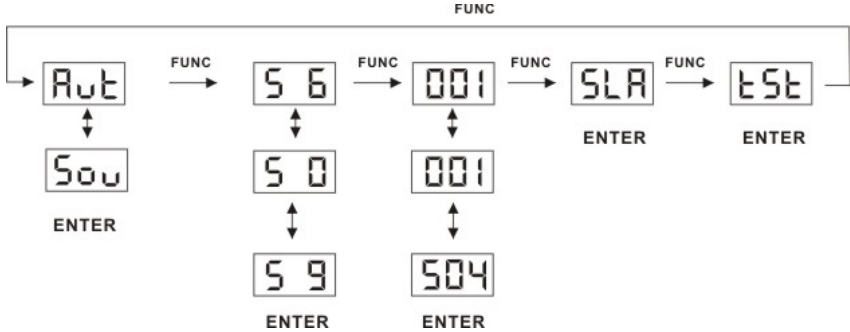 FUNC
Aut FUNC S 6 FUNC 001 FUNC SLA FUNC tSt
ENTER ENTER
Sou S 0 001
ENTER
S 9 504
ENTER ENTER